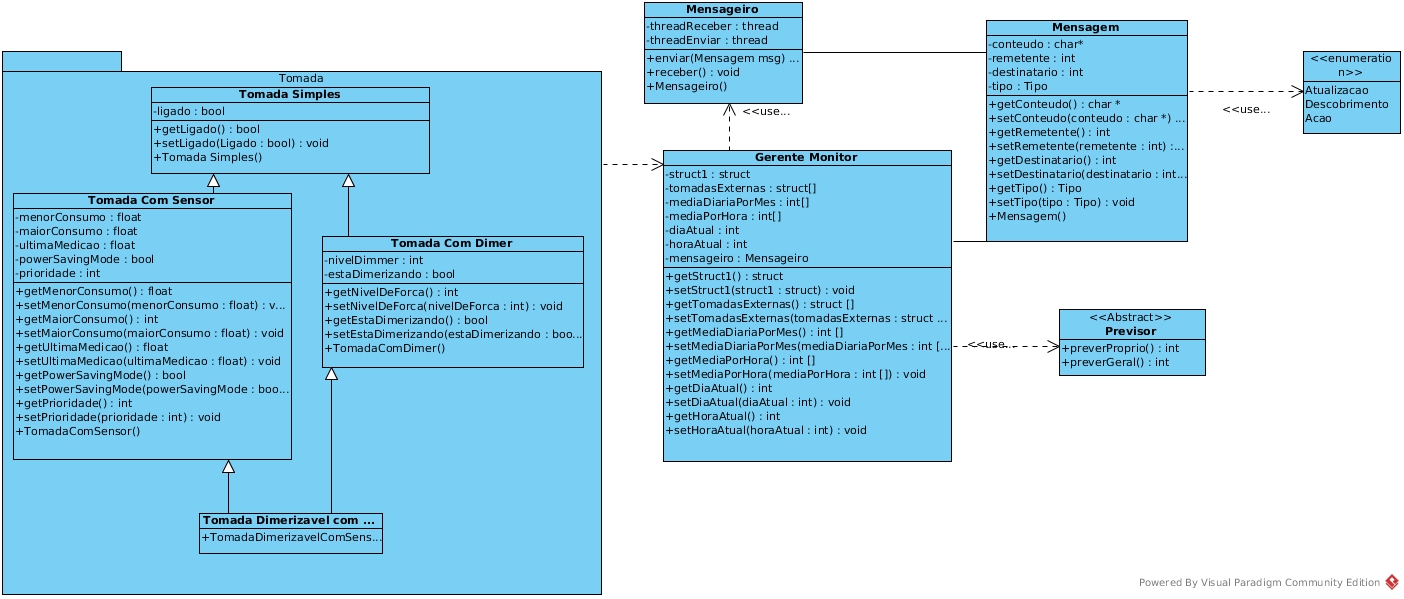 Tomada
Tomada Simples
-ligado : bool
+getLigado() : bool
+setLigado(Ligado : bool) : void
+Tomada Simples()
Tomada Com Sensor
-menorConsumo : float
-maiorConsumo : float
-ultimaMedicao : float
-powerSavingMode : bool
-prioridade : int
+getMenorConsumo() : float
+setMenorConsumo(menorConsumo : float) : v...
+getMaiorConsumo() : int
+setMaiorConsumo(maiorConsumo : float) : void
+getUltimaMedicao() : float
+setUltimaMedicao(ultimaMedicao : float) : void
+getPowerSavingMode() : bool
+setPowerSavingMode(powerSavingMode : boo...
+getPrioridade() : int
+setPrioridade(prioridade : int) : void
+TomadaComSensor()
Tomada Com Dimer
-nivelDimmer : int
-estaDimerizando : bool
+getNivelDeForca() : int
+setNivelDeForca(nivelDeForca : int) : void
+getEstaDimerizando() : bool
+setEstaDimerizando(estaDimerizando : boo...
+TomadaComDimer()
Tomada Dimerizavel com ...
+TomadaDimerizavelComSens...
Mensageiro
-threadReceber : thread
-threadEnviar : thread
+enviar(Mensagem msg) ...
+receber() : void
+Mensageiro()
<<use...
Gerente Monitor
-struct1 : struct
-tomadasExternas : struct[]
-mediaDiariaPorMes : int[]
-mediaPorHora : int[]
-diaAtual : int
-horaAtual : int
-mensageiro : Mensageiro
+getStruct1() : struct
+setStruct1(struct1 : struct) : void
+getTomadasExternas() : struct []
+setTomadasExternas(tomadasExternas : struct ...
+getMediaDiariaPorMes() : int []
+setMediaDiariaPorMes(mediaDiariaPorMes : int [...
+getMediaPorHora() : int []
+setMediaPorHora(mediaPorHora : int []) : void
+getDiaAtual() : int
+setDiaAtual(diaAtual : int) : void
+getHoraAtual() : int
+setHoraAtual(horaAtual : int) : void
Mensagem
-conteudo : char*
-remetente : int
-destinatario : int
-tipo : Tipo
+getConteudo() : char *
+setConteudo(conteudo : char *) ...
+getRemetente() : int
+setRemetente(remetente : int) :...
+getDestinatario() : int
+setDestinatario(destinatario : int...
+getTipo() : Tipo
+setTipo(tipo : Tipo) : void
+Mensagem()
<<use...
<<enumeratio
n>>
Atualizacao
Descobrimento
Acao
<<use...
<<Abstract>>
Previsor
+preverProprio() : int
+preverGeral() : int
Powered By Visual Paradigm Community Edition